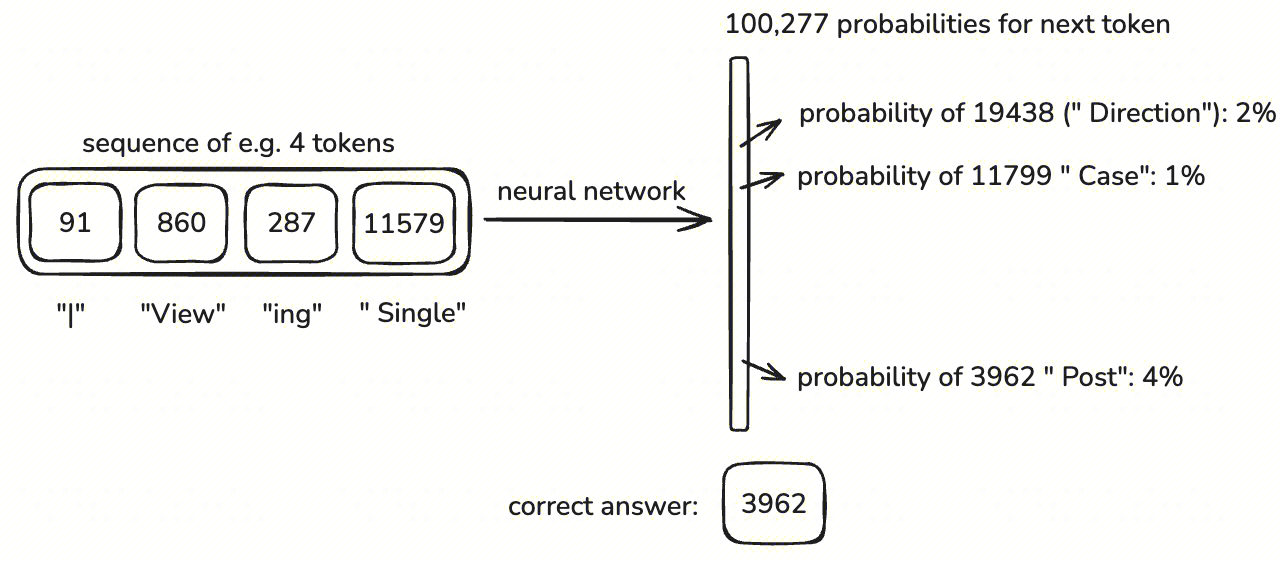 100,277 probabilities for next token
probability of 19438 (" Direction"): 2%
sequence of e.g. 4 tokens
neural network
probability of 11799 " Case": 1%
91 860 287 11579
"|" "View" "ing" " Single"
probability of 3962 " Post": 4%
correct answer: 3962